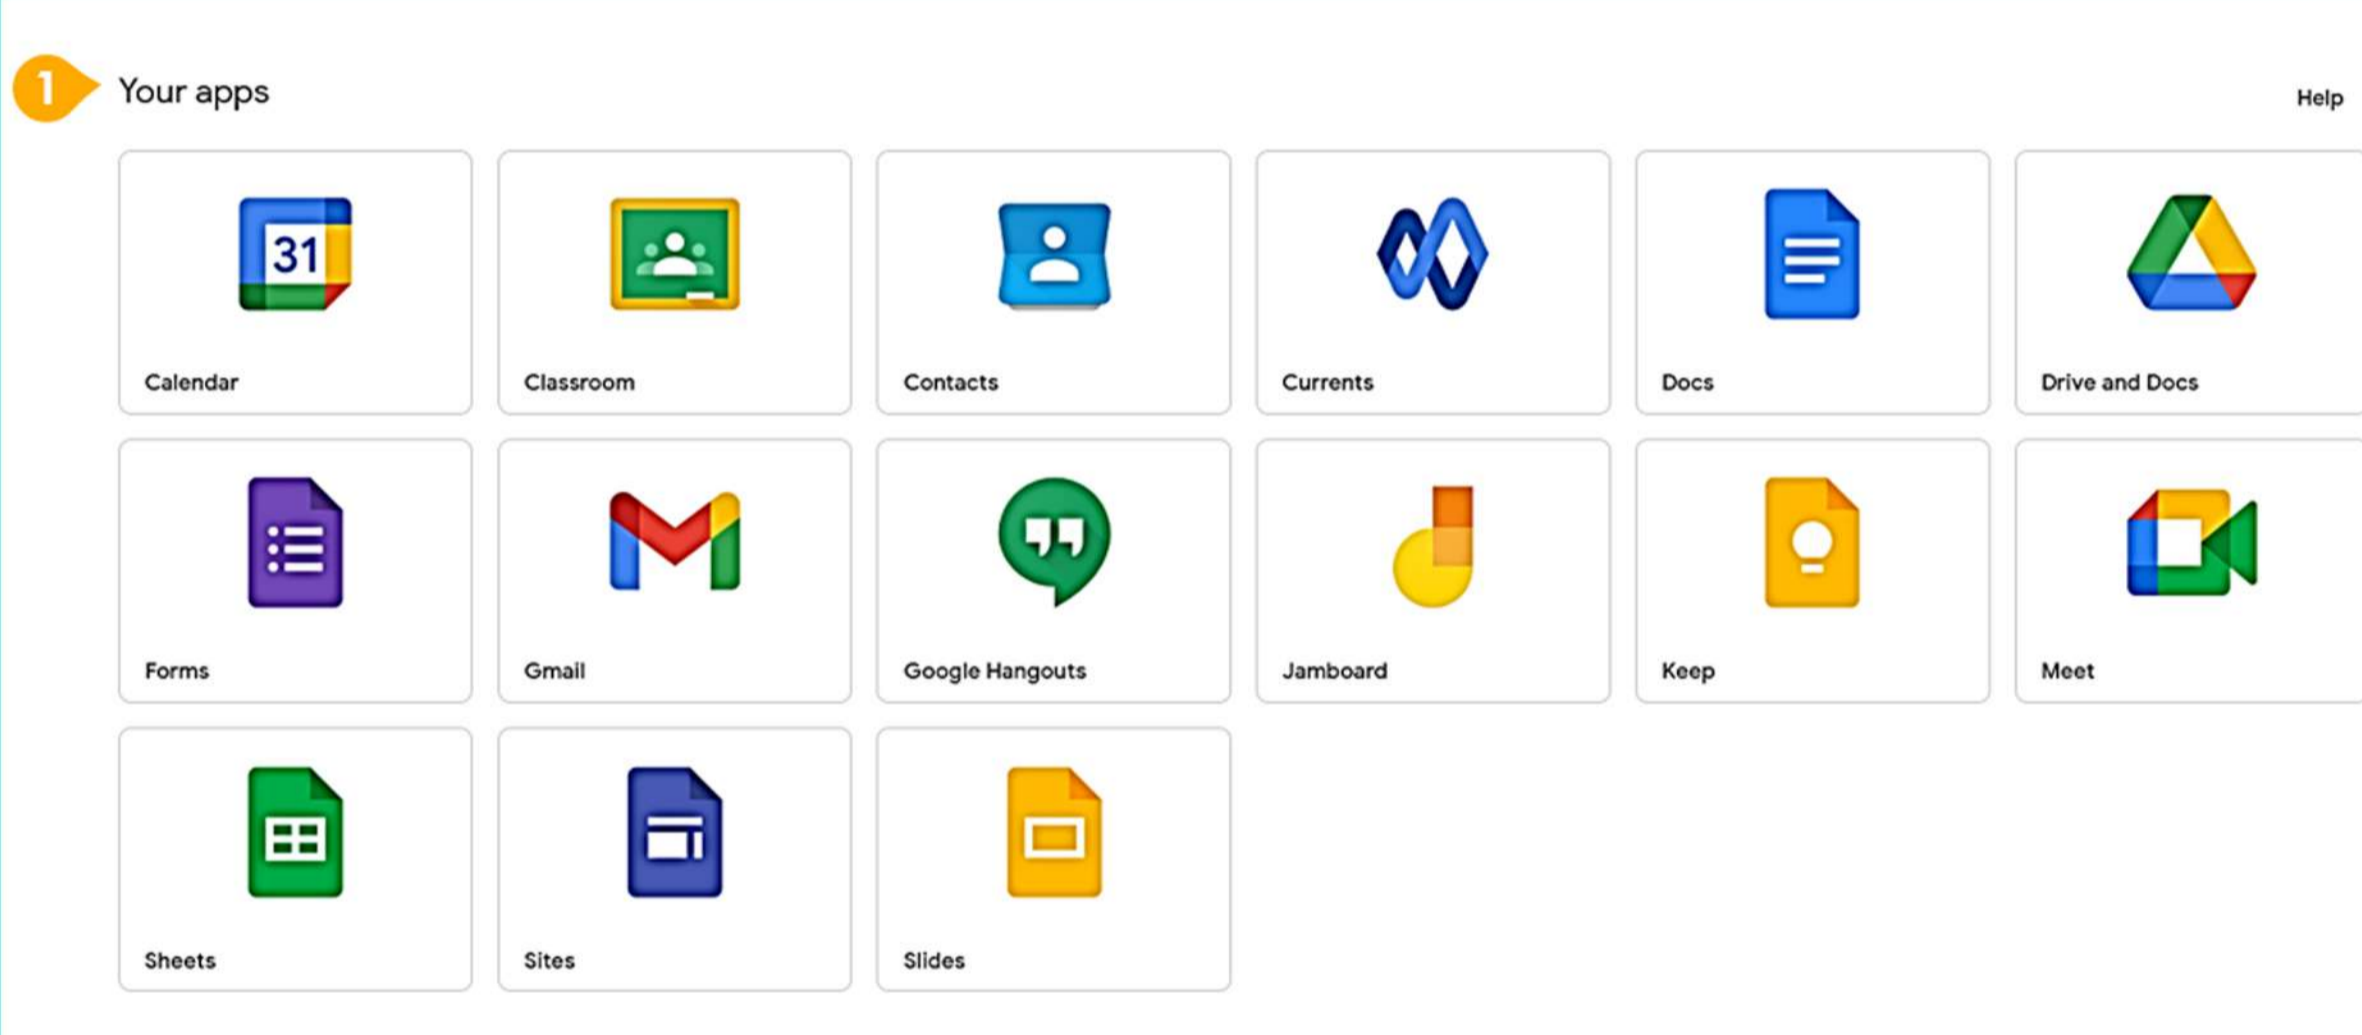 1
Your apps
Help
31
Calendar
Classroom
Contacts
Currents
Docs
Drive and Docs
Forms
Gmail
Google Hangouts
Jamboard
Keep
Meet
Sheets
Sites
Slides